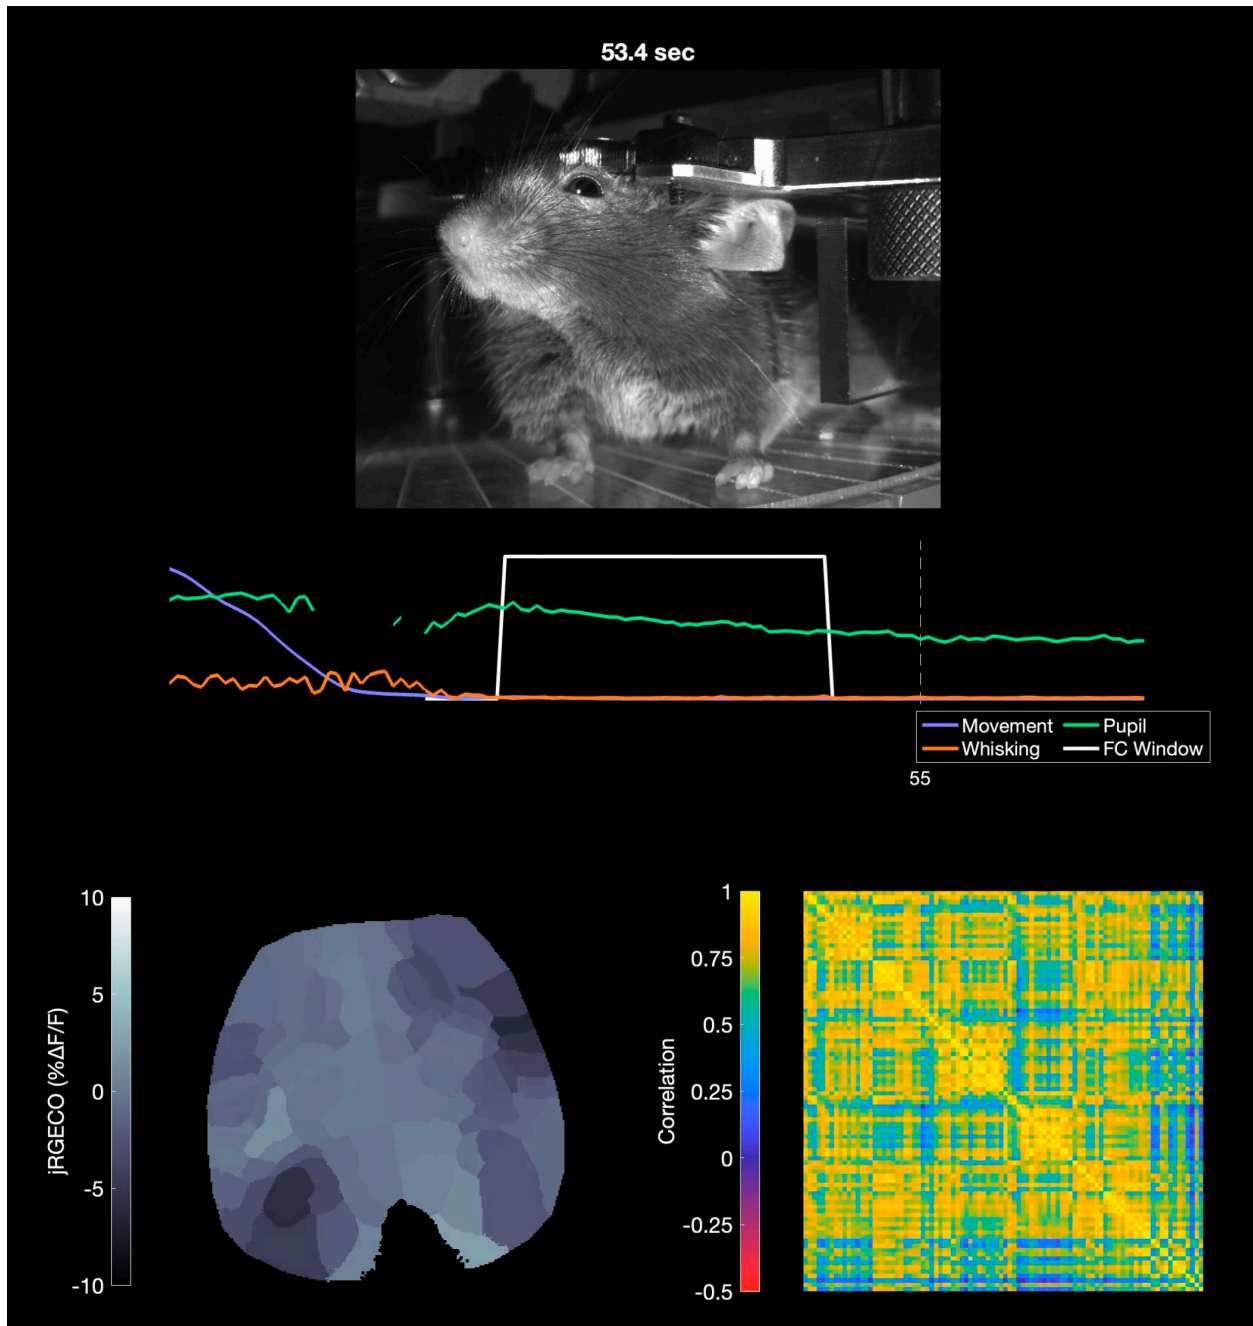 53.4 sec
Movement
Pupil
Whisking
FC Window
55
10
5
0
-5
-10
jRGECO (%ΔF/F)
1
0.75
0.5
0.25
0
-0.25
-0.5
Correlation